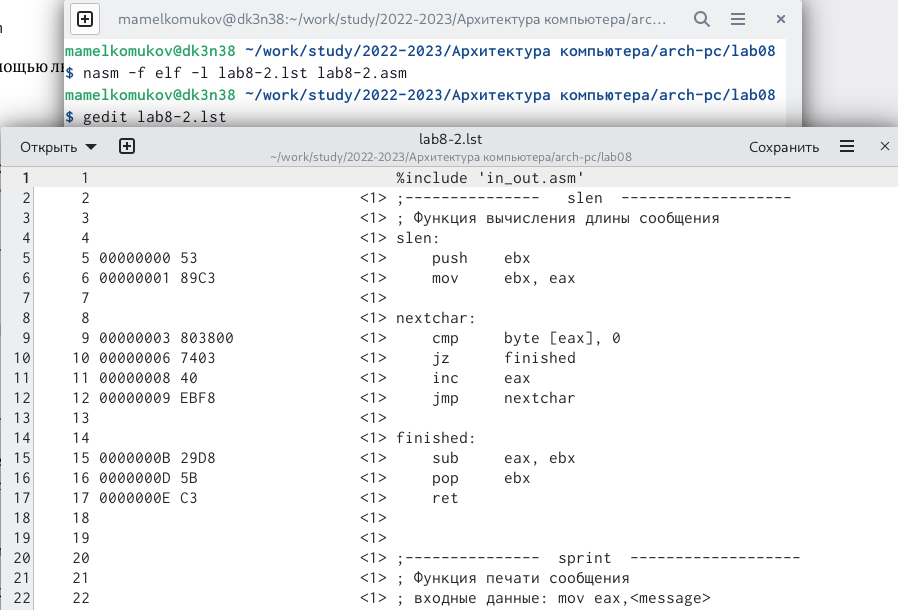 mamelkomukov@dk3n38:~/work/study/2022-2023/Архитектура компьютера/arc…
mamelkomukov@dk3n38 ~/work/study/2022-2023/Архитектура компьютера/arch-pc/lab08
$ nasm -f elf -l lab8-2.lst lab8-2.asm
mamelkomukov@dk3n38 ~/work/study/2022-2023/Архитектура компьютера/arch-pc/lab08
$ gedit lab8-2.lst
Открыть lab8-2.lst Сохранить
~/work/study/2022-2023/Архитектура компьютера/arch-pc/lab08
1 1 %include 'in_out.asm'
2 2 <1> ;--------------- slen -------------------
3 3 <1> ; Функция вычисления длины сообщения
4 4 <1> slen:
5 5 00000000 53 <1> push ebx
6 6 00000001 89C3 <1> mov ebx, eax
7 7 <1>
8 8 <1> nextchar:
9 9 00000003 803800 <1> cmp byte [eax], 0
10 10 00000006 7403 <1> jz finished
11 11 00000008 40 <1> inc eax
12 12 00000009 EBF8 <1> jmp nextchar
13 13 <1>
14 14 <1> finished:
15 15 0000000B 29D8 <1> sub eax, ebx
16 16 0000000D 5B <1> pop ebx
17 17 0000000E C3 <1> ret
18 18 <1>
19 19 <1>
20 20 <1> ;--------------- sprint -------------------
21 21 <1> ; Функция печати сообщения
22 22 <1> ; входные данные: mov eax,<message>